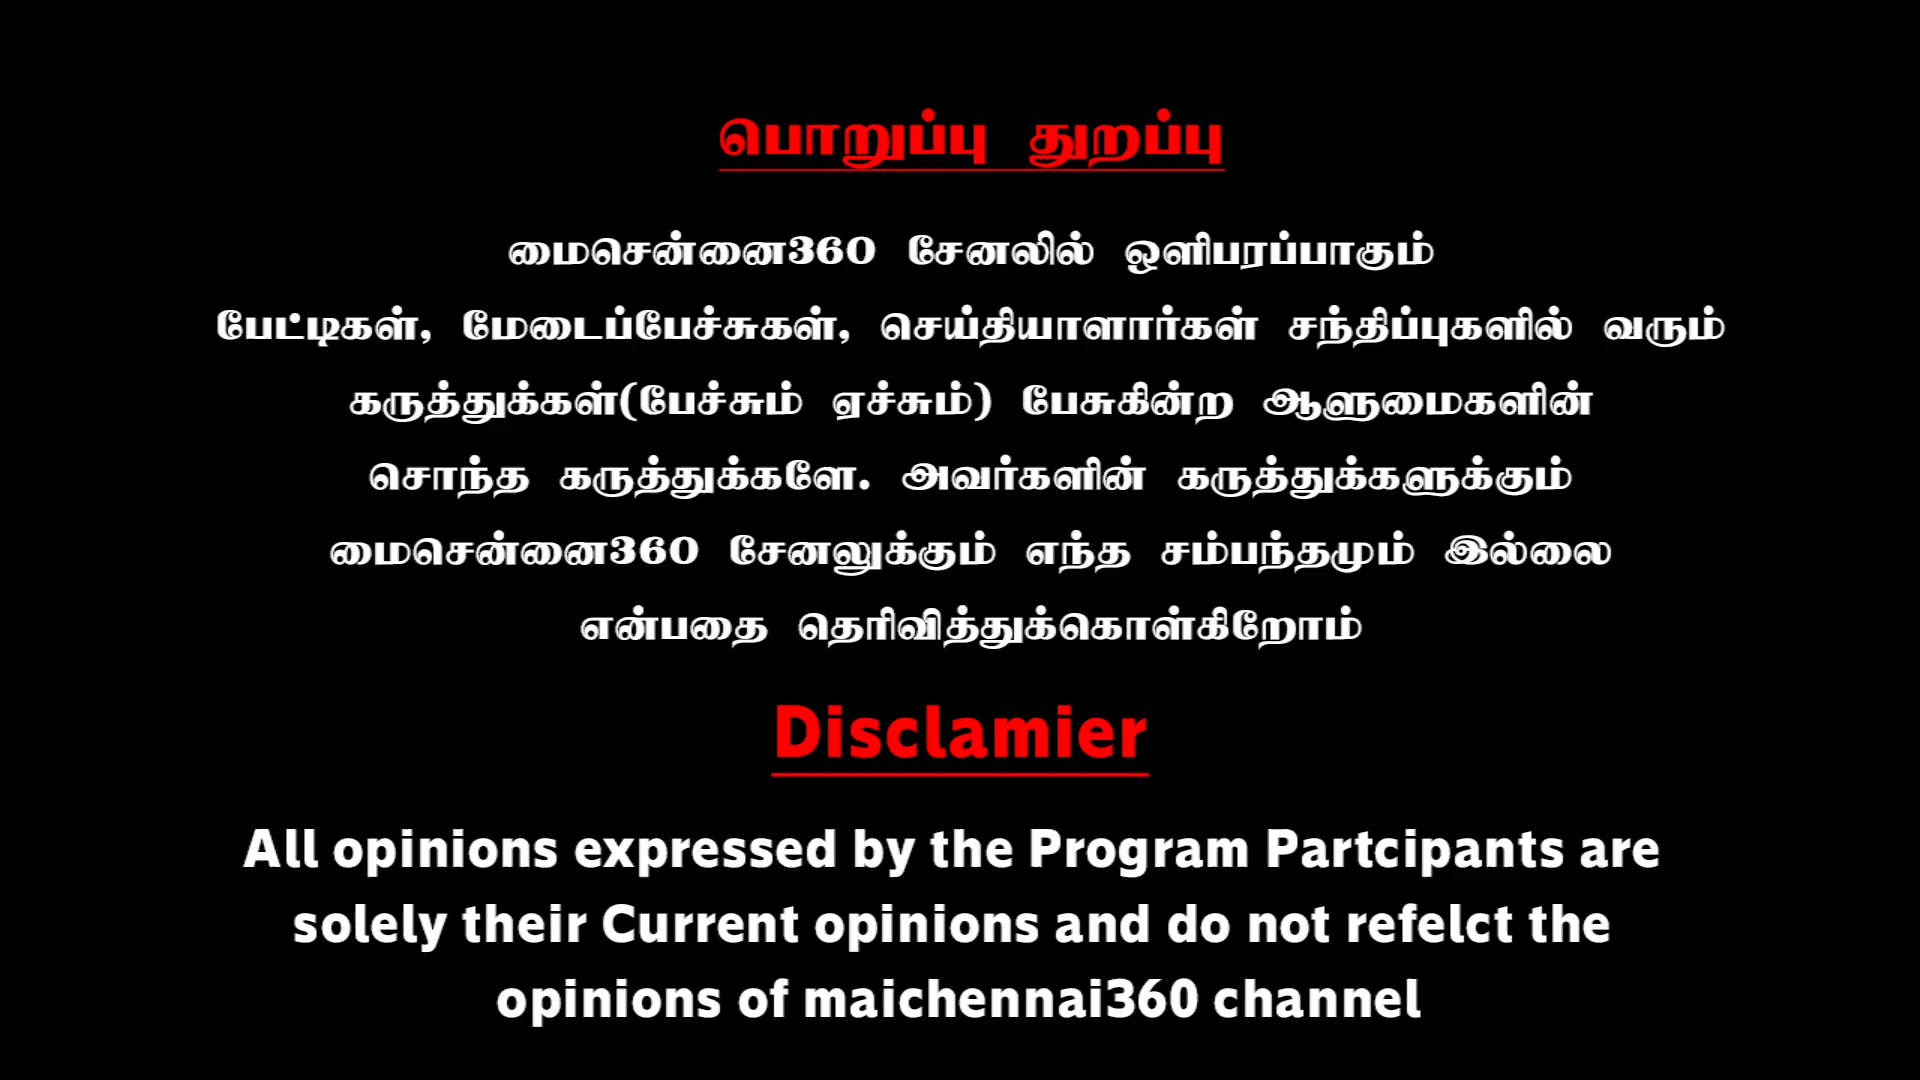 பொறுப்பு துறப்பு
மைசென்னை360 சேனலில் ஒளிபரப்பாகும்
பேட்டிகள், மேடைப்பேச்சுகள், செய்தியாளார்கள் சந்திப்புகளில் வரும்
கருத்துக்கள்(பேச்சும் ஏச்சும்) பேசுகின்ற ஆளுமைகளின்
சொந்த கருத்துக்களே. அவர்களின் கருத்துக்களுக்கும்
மைசென்னை360 சேனலுக்கும் எந்த சம்பந்தமும் இல்லை
என்பதை தெரிவித்துக்கொள்கிறோம்
Disclamier
All opinions expressed by the Program Partcipants are
solely their Current opinions and do not refelct the
opinions of maichennai360 channel